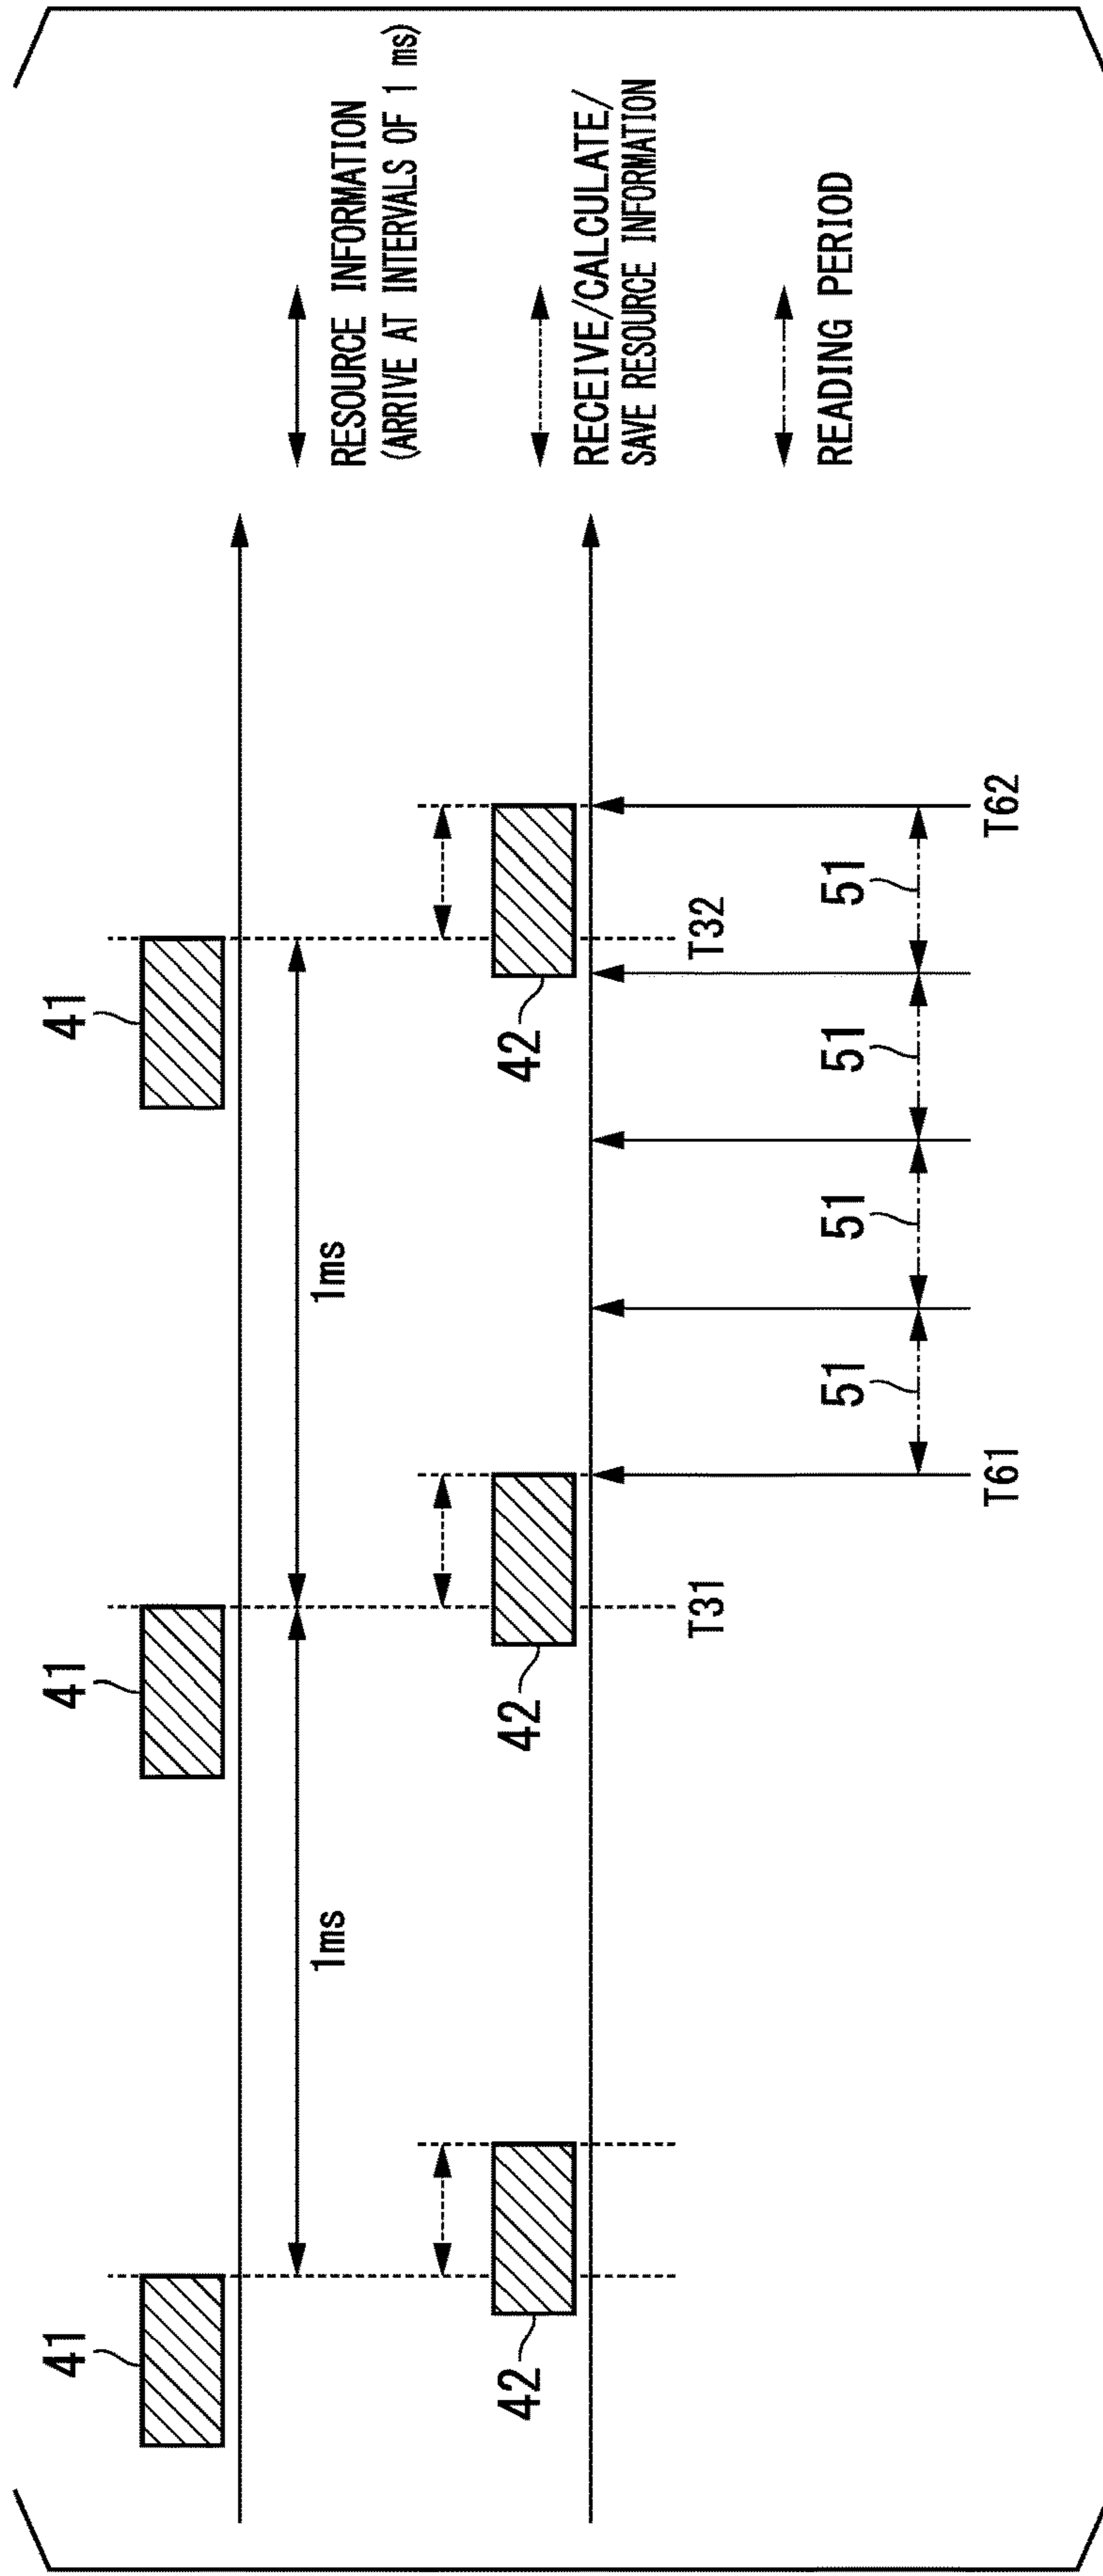 41
41
41
1ms
1ms
42
42
42
T31
T32
51
51
51
51
T61
T62
RESOURCE INFORMATION
(ARRIVE AT INTERVALS OF 1 ms)
RECEIVE/CALCULATE/
SAVE RESOURCE INFORMATION
READING PERIOD